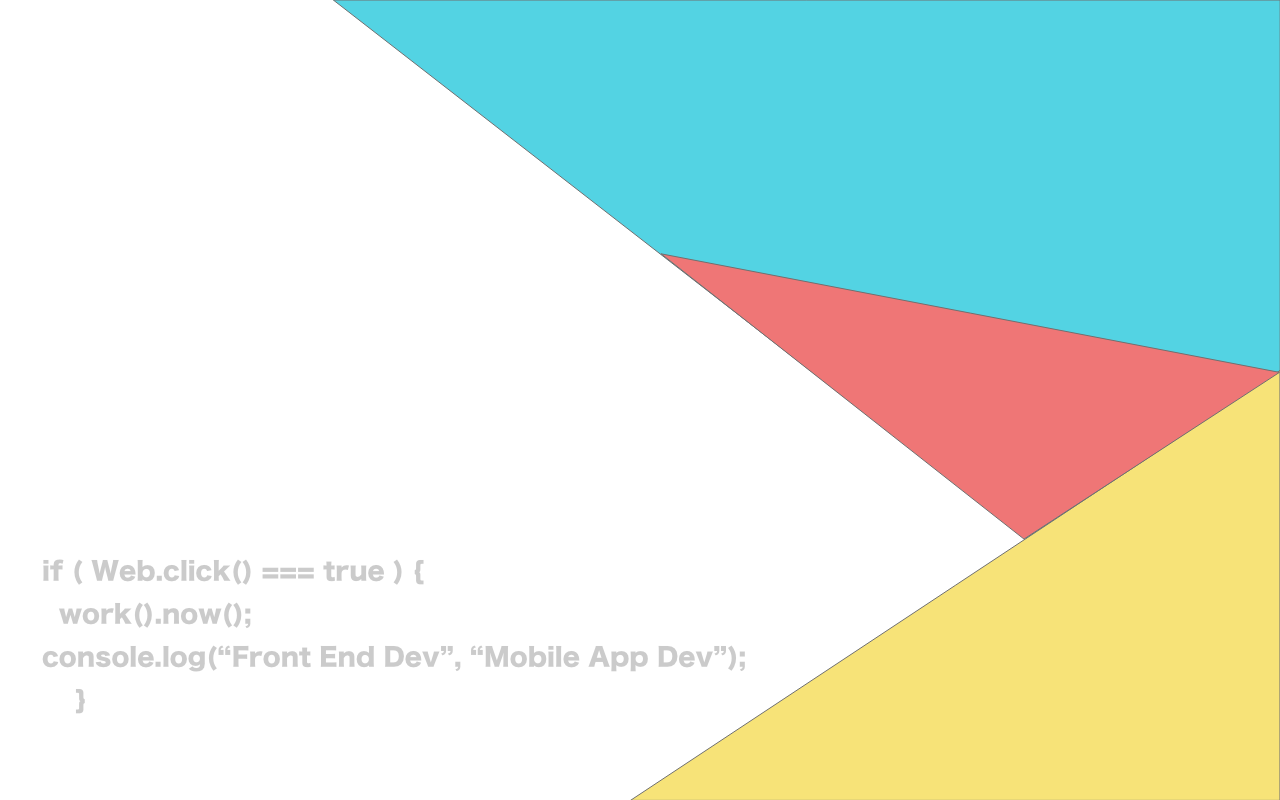 if ( Web.click() === true ) {
  work().now();
console.log(“Front End Dev”, “Mobile App Dev”);
    }